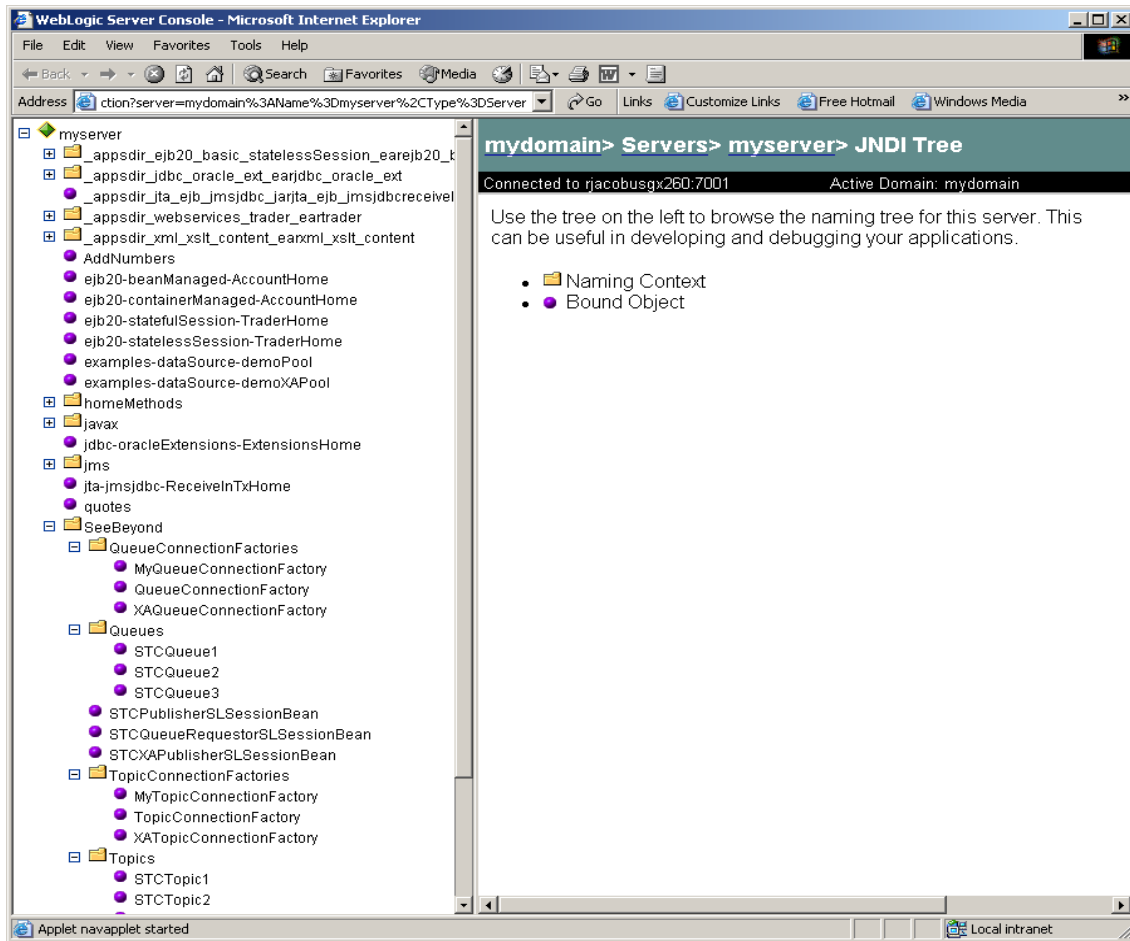 WebLogic Server Console - Microsoft Internet Explorer
File Edit View Favorites Tools Help
Back Search Favorites Media
Address ction?server=mydomain%3AName%3Dmyserver%2CType%3DServer Go Links Customize Links Free Hotmail Windows Media »
myserver
_appsdir_ejb20_basic_statelessSession_earejb20_b
_appsdir_jdbc_oracle_ext_earjdbc_oracle_ext
_appsdir_jta_ejb_jmsjdbc_jarjta_ejb_jmsjdbcreceivel
_appsdir_webservices_trader_eartrader
_appsdir_xml_xslt_content_earxml_xslt_content
AddNumbers
ejb20-beanManaged-AccountHome
ejb20-containerManaged-AccountHome
ejb20-statefulSession-TraderHome
ejb20-statelessSession-TraderHome
examples-dataSource-demoPool
examples-dataSource-demoXAPool
homeMethods
javax
jdbc-oracleExtensions-ExtensionsHome
jms
jta-jmsjdbc-ReceiveInTxHome
quotes
SeeBeyond
QueueConnectionFactories
MyQueueConnectionFactory
QueueConnectionFactory
XAQueueConnectionFactory
Queues
STCQueue1
STCQueue2
STCQueue3
STCPublisherSLSessionBean
STCQueueRequestorSLSessionBean
STCXAPublisherSLSessionBean
TopicConnectionFactories
MyTopicConnectionFactory
TopicConnectionFactory
XATopicConnectionFactory
Topics
STCTopic1
STCTopic2
mydomain> Servers> myserver> JNDI Tree
Connected to rjacobusgx260:7001 Active Domain: mydomain
Use the tree on the left to browse the naming tree for this server. This
can be useful in developing and debugging your applications.
Naming Context
Bound Object
Applet navapplet started Local intranet